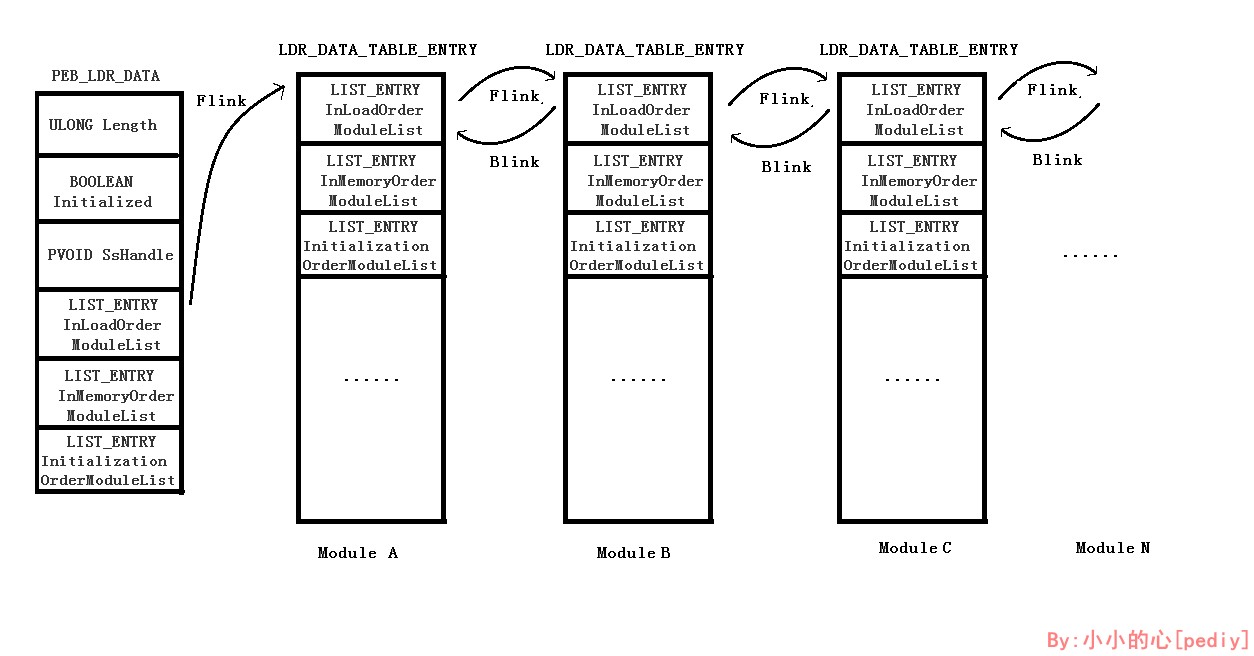 PEB_LDR_DATA
ULONG Length
BOOLEAN
Initialized
PVOID SsHandle
LIST_ENTRY
InLoadOrder
ModuleList
LIST_ENTRY
InMemoryOrder
ModuleList
LIST_ENTRY
Initialization
OrderModuleList
Flink
LDR_DATA_TABLE_ENTRY
LIST_ENTRY
InLoadOrder
ModuleList
LIST_ENTRY
InMemoryOrder
ModuleList
LIST_ENTRY
Initialization
OrderModuleList
......
Module A
Flink
Blink
LDR_DATA_TABLE_ENTRY
LIST_ENTRY
InLoadOrder
ModuleList
LIST_ENTRY
InMemoryOrder
ModuleList
LIST_ENTRY
Initialization
OrderModuleList
......
Module B
Flink
Blink
LDR_DATA_TABLE_ENTRY
LIST_ENTRY
InLoadOrder
ModuleList
LIST_ENTRY
InMemoryOrder
ModuleList
LIST_ENTRY
Initialization
OrderModuleList
......
Module C
Flink
Blink
......
Module N
By:小小的心[pediy]